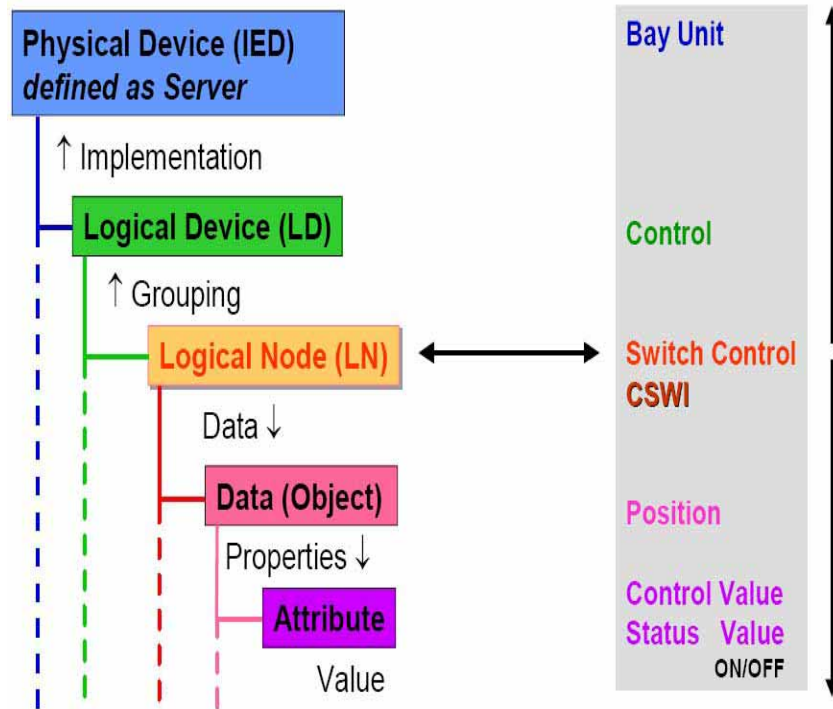 Physical Device (IED)
defined as Server
↑ Implementation
Logical Device (LD)
↑ Grouping
Logical Node (LN)
Data ↓
Data (Object)
Properties ↓
Attribute
Value
Bay Unit
Control
Switch Control
CSWI
Position
Control Value
Status Value
ON/OFF